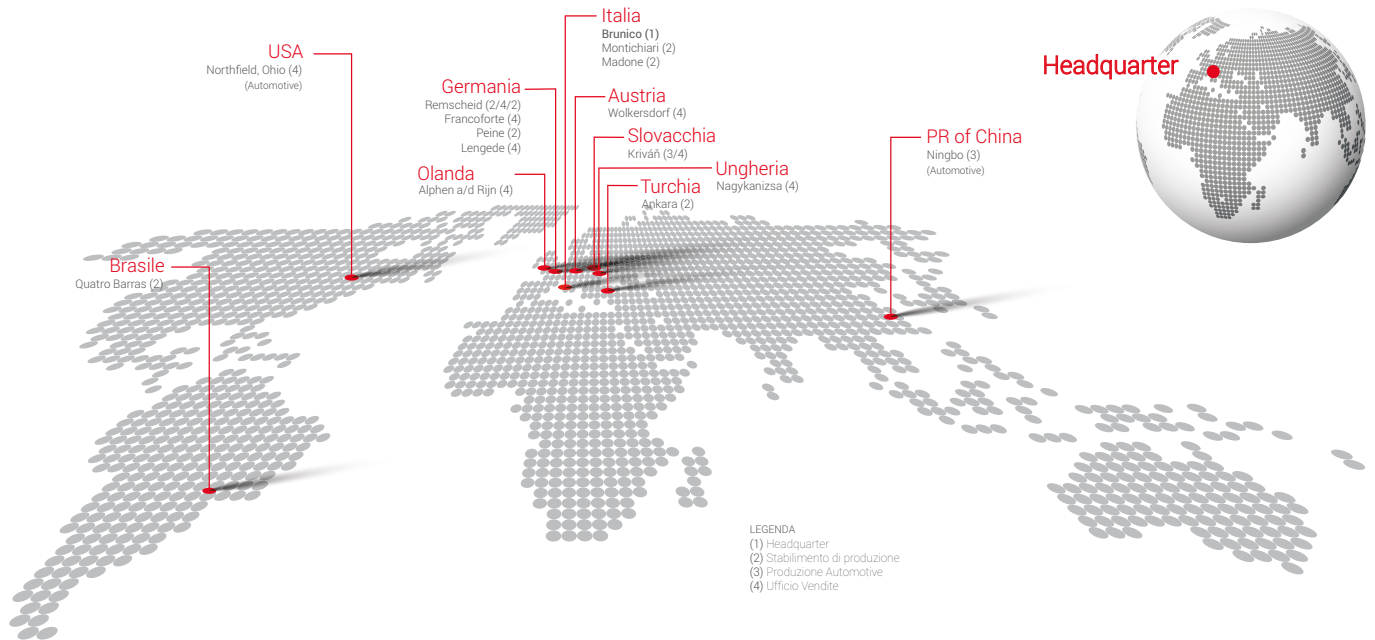 Italia
Brunico (1)
Montichiari (2)
Madone (2)
USA
Northfield, Ohio (4)
(Automotive)
Headquarter
Germania
Remscheid (2/4/2)
Francoforte (4)
Peine (2)
Lengede (4)
Austria
Wolkersdorf (4)
Slovacchia
Kriváň (3/4)
PR of China
Ningbo (3)
(Automotive)
Olanda
Alphen a/d Rijn (4)
Ungheria
Nagykanizsa (4)
Turchia
Ankara (2)
Brasile
Quatro Barras (2)
LEGENDA
(1) Headquarter
(2) Stabilimento di produzione
(3) Produzione Automotive
(4) Ufficio Vendite